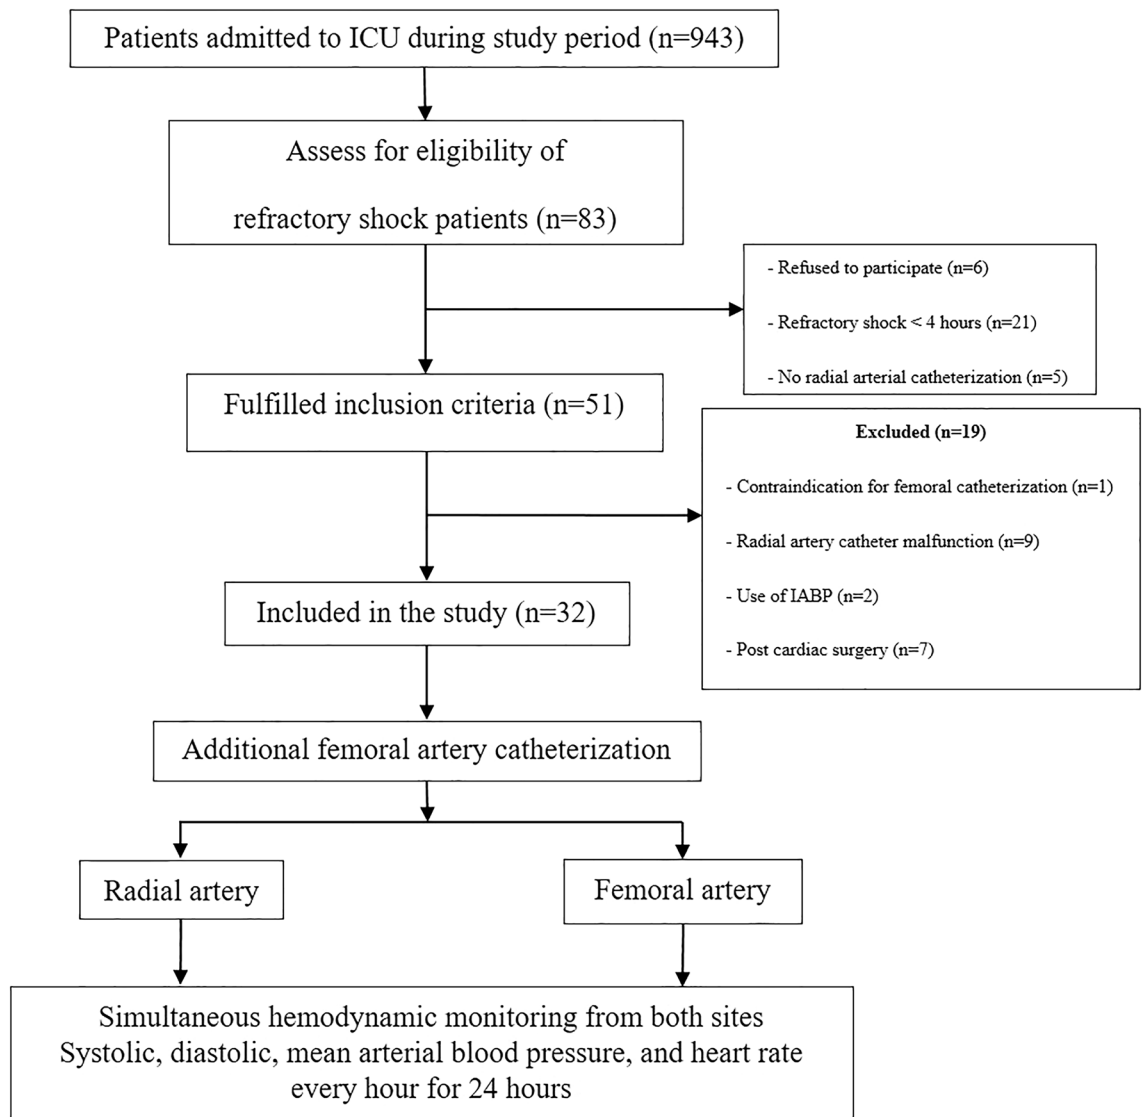 Patients admitted to ICU during study period (n=943)
Assess for eligibility of
refractory shock patients (n=83)
- Refused to participate (n=6)
- Refractory shock < 4 hours (n=21)
- No radial arterial catheterization (n=5)
Fulfilled inclusion criteria (n=51)
Excluded (n=19)
- Contraindication for femoral catheterization (n=1)
- Radial artery catheter malfunction (n=9)
- Use of IABP (n=2)
- Post cardiac surgery (n=7)
Included in the study (n=32)
Additional femoral artery catheterization
Radial artery
Femoral artery
Simultaneous hemodynamic monitoring from both sites
Systolic, diastolic, mean arterial blood pressure, and heart rate
every hour for 24 hours